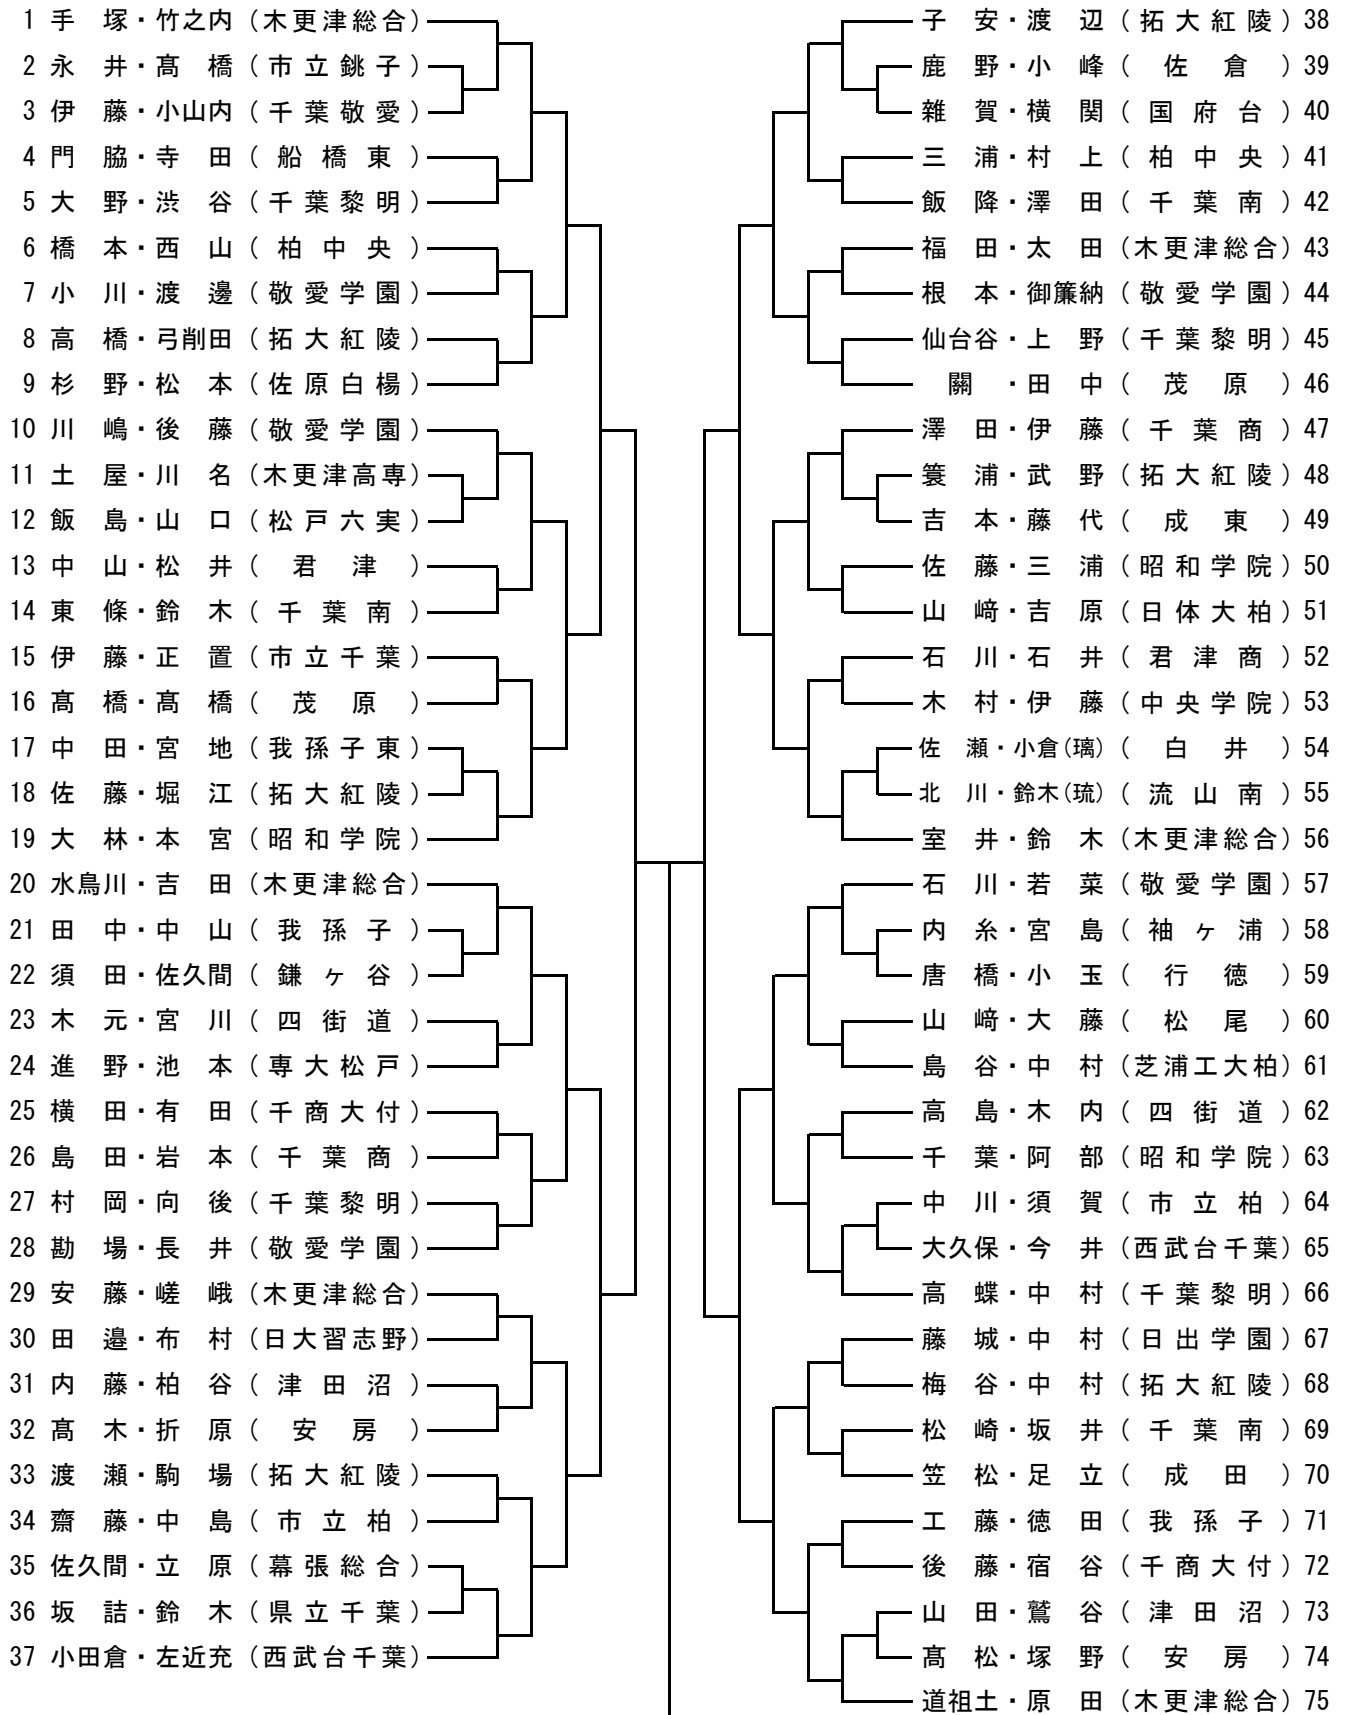 1 手 塚・竹之内 (木更津総合)
2 永 井・髙 橋 (市立銚子)
3 伊 藤・小山内 (千葉敬愛)
4 門 脇・寺 田 (船橋東)
5 大 野・渋 谷 (千葉黎明)
6 橋 本・西 山 (柏中央)
7 小 川・渡 邊 (敬愛学園)
8 高 橋・弓削田 (拓大紅陵)
9 杉 野・松 本 (佐原白楊)
10 川 嶋・後 藤 (敬愛学園)
11 土 屋・川 名 (木更津高専)
12 飯 島・山 口 (松戸六実)
13 中 山・松 井 (君津)
14 東 條・鈴 木 (千葉南)
15 伊 藤・正 置 (市立千葉)
16 髙 橋・髙 橋 (茂原)
17 中 田・宮 地 (我孫子東)
18 佐 藤・堀 江 (拓大紅陵)
19 大 林・本 宮 (昭和学院)
20 水鳥川・吉 田 (木更津総合)
21 田 中・中 山 (我孫子)
22 須 田・佐久間 (鎌ヶ谷)
23 木 元・宮 川 (四街道)
24 進 野・池 本 (専大松戸)
25 横 田・有 田 (千商大付)
26 島 田・岩 本 (千葉商)
27 村 岡・向 後 (千葉黎明)
28 勘 場・長 井 (敬愛学園)
29 安 藤・嵯 峨 (木更津総合)
30 田 邉・布 村 (日大習志野)
31 内 藤・柏 谷 (津田沼)
32 髙 木・折 原 (安房)
33 渡 瀬・駒 場 (拓大紅陵)
34 齋 藤・中 島 (市立柏)
35 佐久間・立 原 (幕張総合)
36 坂 詰・鈴 木 (県立千葉)
37 小田倉・左近充 (西武台千葉)
子 安・渡 辺 (拓大紅陵) 38
鹿 野・小 峰 (佐倉) 39
雑 賀・横 関 (国府台) 40
三 浦・村 上 (柏中央) 41
飯 降・澤 田 (千葉南) 42
福 田・太 田 (木更津総合) 43
根 本・御簾納 (敬愛学園) 44
仙台谷・上 野 (千葉黎明) 45
關 ・田 中 (茂原) 46
澤 田・伊 藤 (千葉商) 47
簑 浦・武 野 (拓大紅陵) 48
吉 本・藤 代 (成東) 49
佐 藤・三 浦 (昭和学院) 50
山 﨑・吉 原 (日体大柏) 51
石 川・石 井 (君津商) 52
木 村・伊 藤 (中央学院) 53
佐 瀬・小倉(璃) (白井) 54
北 川・鈴木(琉) (流山南) 55
室 井・鈴 木 (木更津総合) 56
石 川・若 菜 (敬愛学園) 57
内 糸・宮 島 (袖ヶ浦) 58
唐 橋・小 玉 (行徳) 59
山 﨑・大 藤 (松尾) 60
島 谷・中 村 (芝浦工大柏) 61
高 島・木 内 (四街道) 62
千 葉・阿 部 (昭和学院) 63
中 川・須 賀 (市立柏) 64
大久保・今 井 (西武台千葉) 65
高 蝶・中 村 (千葉黎明) 66
藤 城・中 村 (日出学園) 67
梅 谷・中 村 (拓大紅陵) 68
松 崎・坂 井 (千葉南) 69
笠 松・足 立 (成田) 70
工 藤・徳 田 (我孫子) 71
後 藤・宿 谷 (千商大付) 72
山 田・鷲 谷 (津田沼) 73
髙 松・塚 野 (安房) 74
道祖土・原 田 (木更津総合) 75